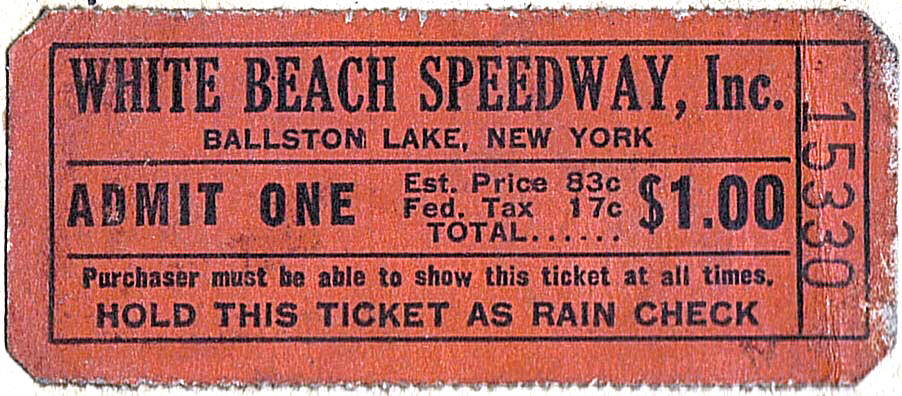 WHITE BEACH SPEEDWAY, Inc.
BALLSTON LAKE, NEW YORK
ADMIT ONE
Est. Price 83c
Fed. Tax 17c
TOTAL......
$1.00
Purchaser must be able to show this ticket at all times.
HOLD THIS TICKET AS RAIN CHECK
15330